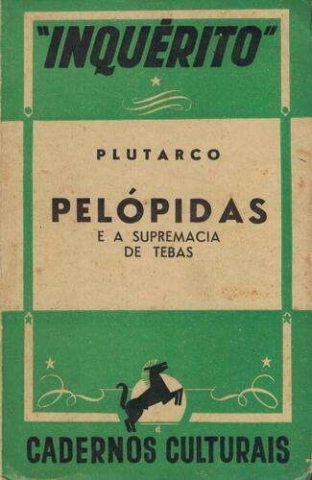 "INQUÉRITO"
PLUTARCO
PELÓPIDAS
E A SUPREMACIA
DE TEBAS
CADERNOS CULTURAIS